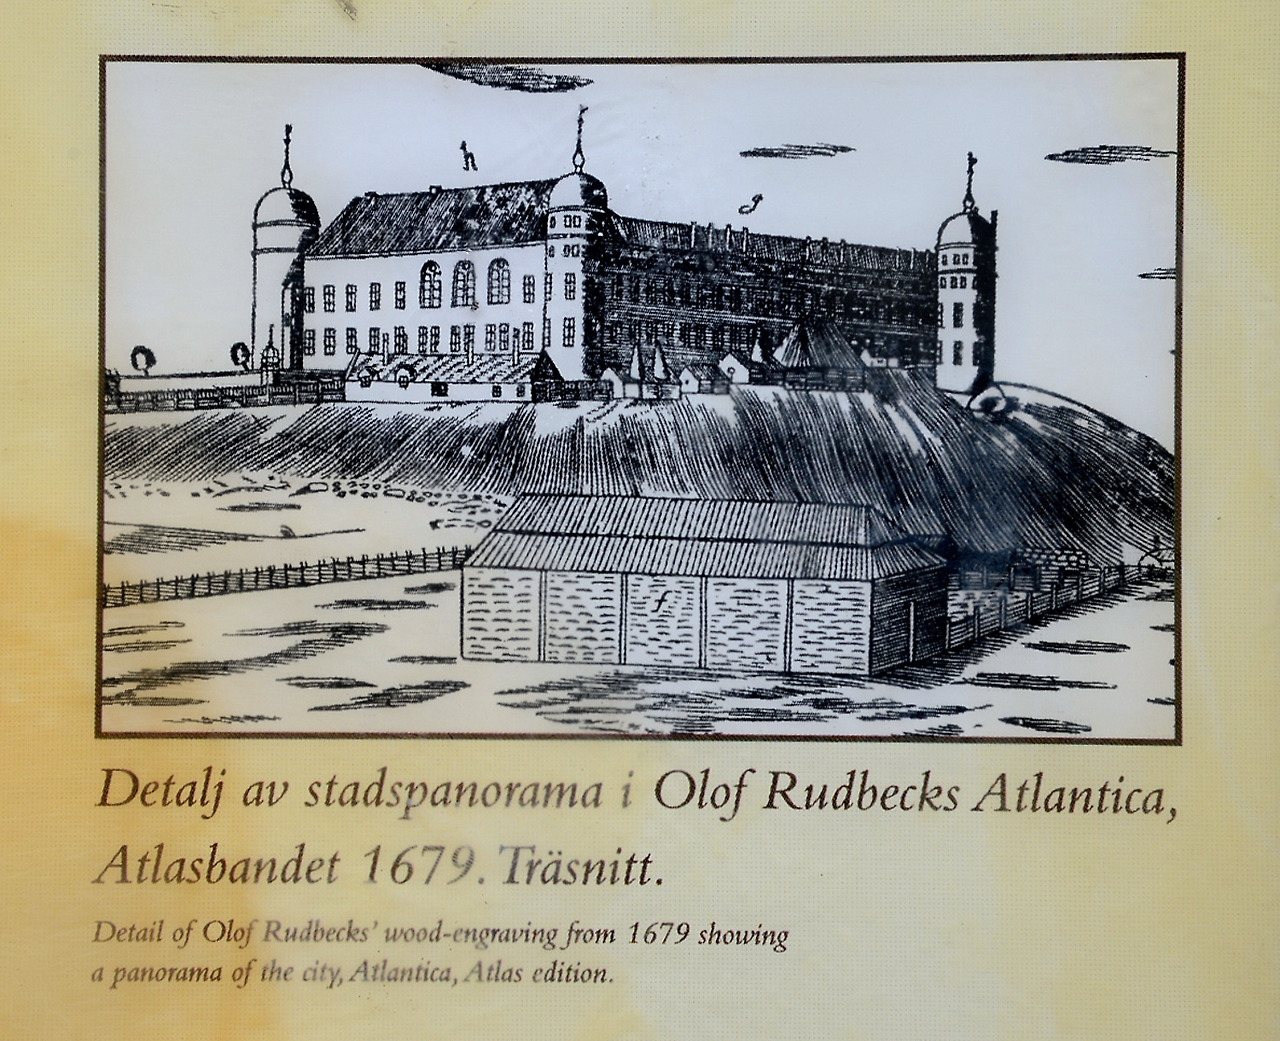 h
g
f
Detalj av stadspanorama i Olof Rudbecks Atlantica,
Atlasbandet 1679. Träsnitt.
Detail of Olof Rudbecks' wood-engraving from 1679 showing
a panorama of the city, Atlantica, Atlas edition.